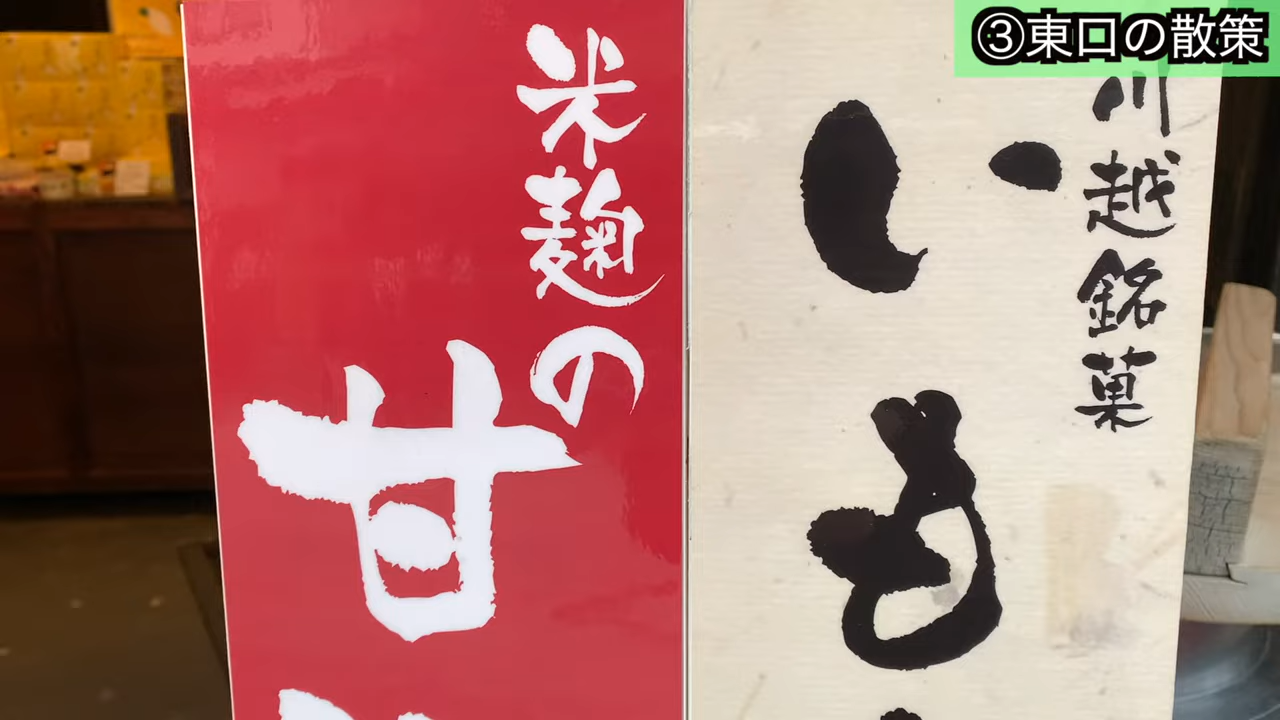 ③東口の散策
川越銘菓
いも
米麹の
甘